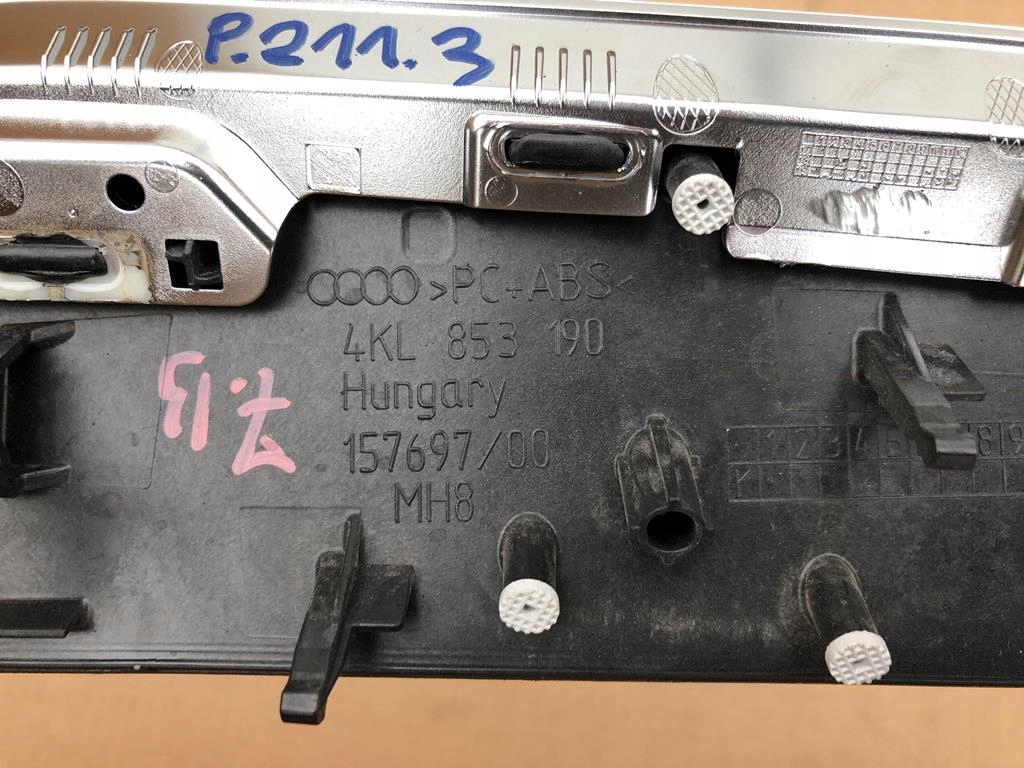 P.211.3
>PC+ABS<
4KL 853 190
7.13
Hungary
157697/00
MH8